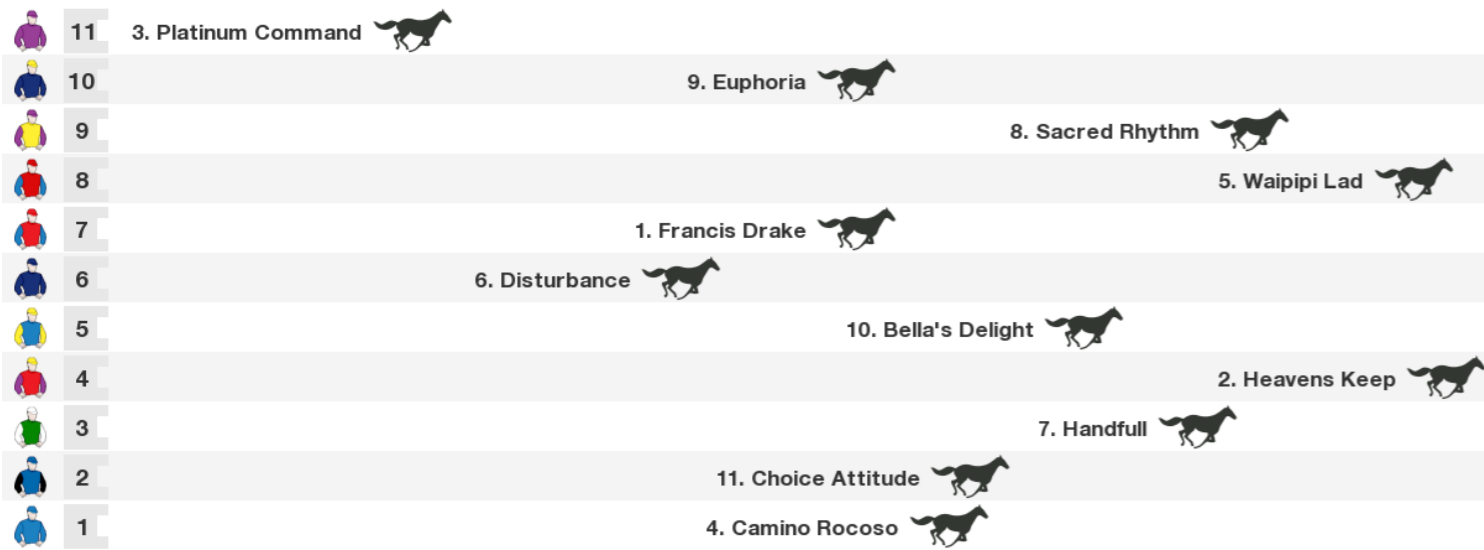 11 3. Platinum Command
10 9. Euphoria
9 8. Sacred Rhythm
8 5. Waipipi Lad
7 1. Francis Drake
6 6. Disturbance
5 10. Bella's Delight
4 2. Heavens Keep
3 7. Handfull
2 11. Choice Attitude
1 4. Camino Rocoso